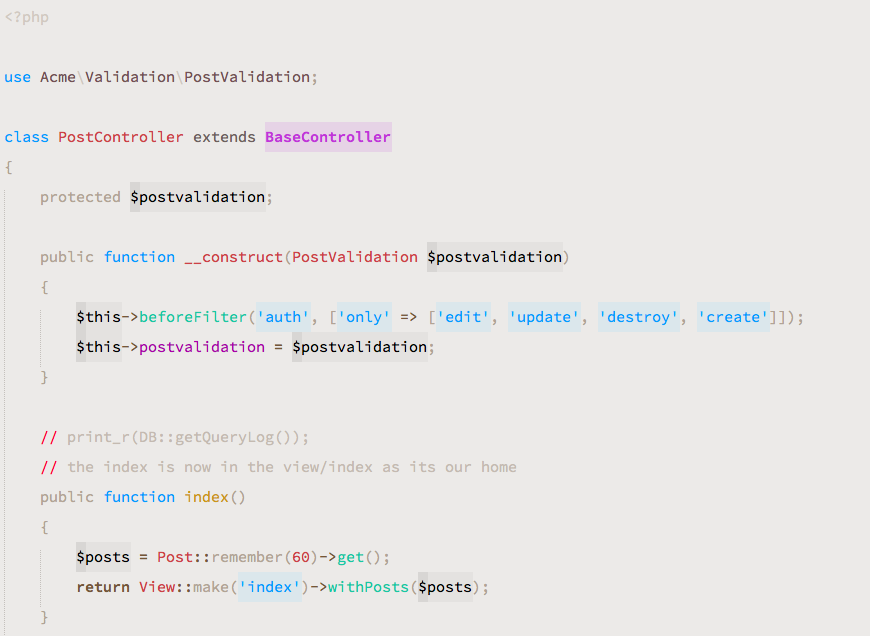 <?php
use Acme\Validation\PostValidation;
class PostController extends BaseController
{
protected $postvalidation;
public function __construct(PostValidation $postvalidation)
{
$this->beforeFilter('auth', ['only' => ['edit', 'update', 'destroy', 'create']]);
$this->postvalidation = $postvalidation;
}
// print_r(DB::getQueryLog());
// the index is now in the view/index as its our home
public function index()
{
$posts = Post::remember(60)->get();
return View::make('index')->withPosts($posts);
}